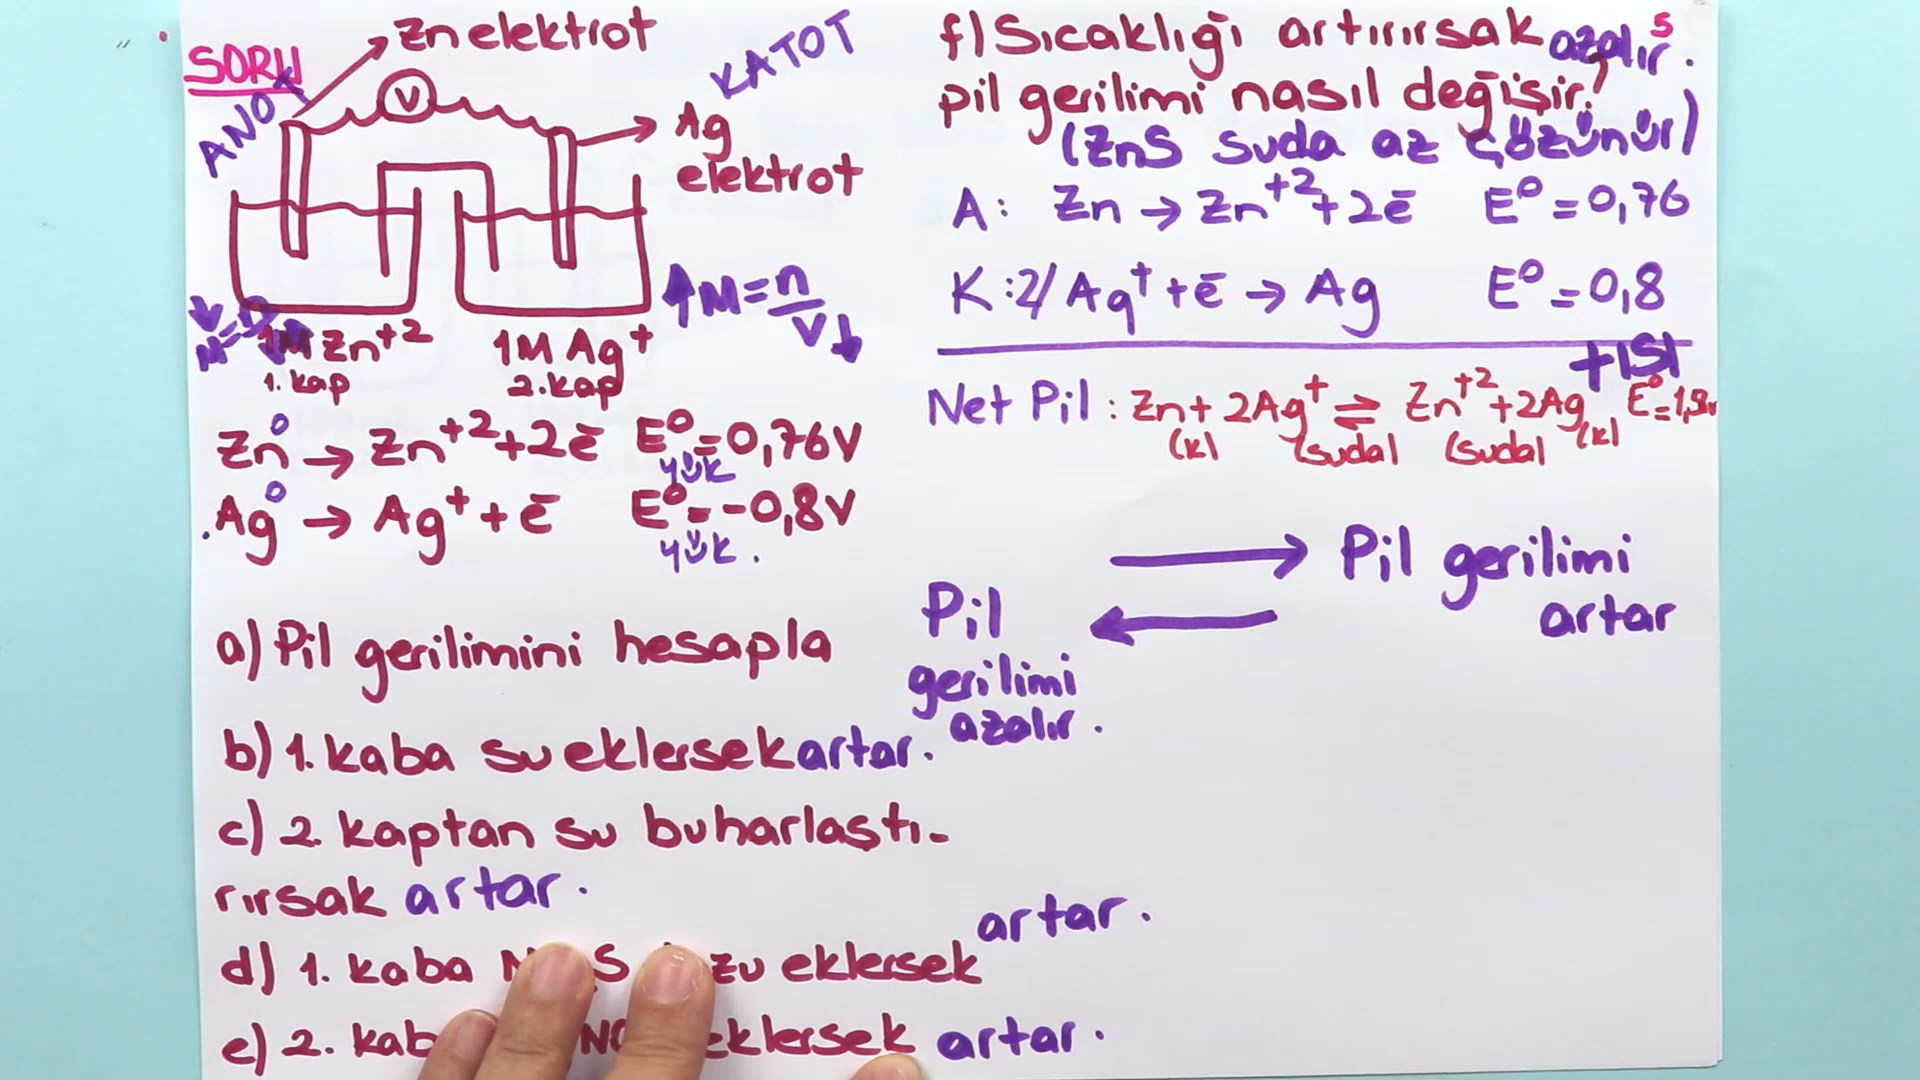 SORU
Zn elektrot
ANOT
KATOT
V
Ag
elektrot
M=n
V
1M Zn+2
1. kap
1M Ag+
2. kap
Zn0 → Zn+2 + 2ē E0 = 0,76V
yük
Ag0 → Ag+ + ē E0 = -0,8V
yük.
a) Pil gerilimini hesapla
b) 1. kaba su eklersek artar.
c) 2. kaptan su buharlaştı-
rırsak artar.
d) 1. kaba eklersek artar.
e) 2. eklersek artar.
5
f) Sıcaklığı artırırsak azalır.
pil gerilimi nasıl değişir?
(ZnS suda az çözünür)
A: Zn → Zn+2 + 2ē E0 = 0,76
K: 2/ Ag+ + ē → Ag E0 = 0,8
+ISI
Net Pil: Zn + 2Ag+ ⇌ Zn+2 + 2Ag
(k) (suda) (suda) (k)
→ Pil gerilimi
artar
Pil ←
gerilimi
azalır.